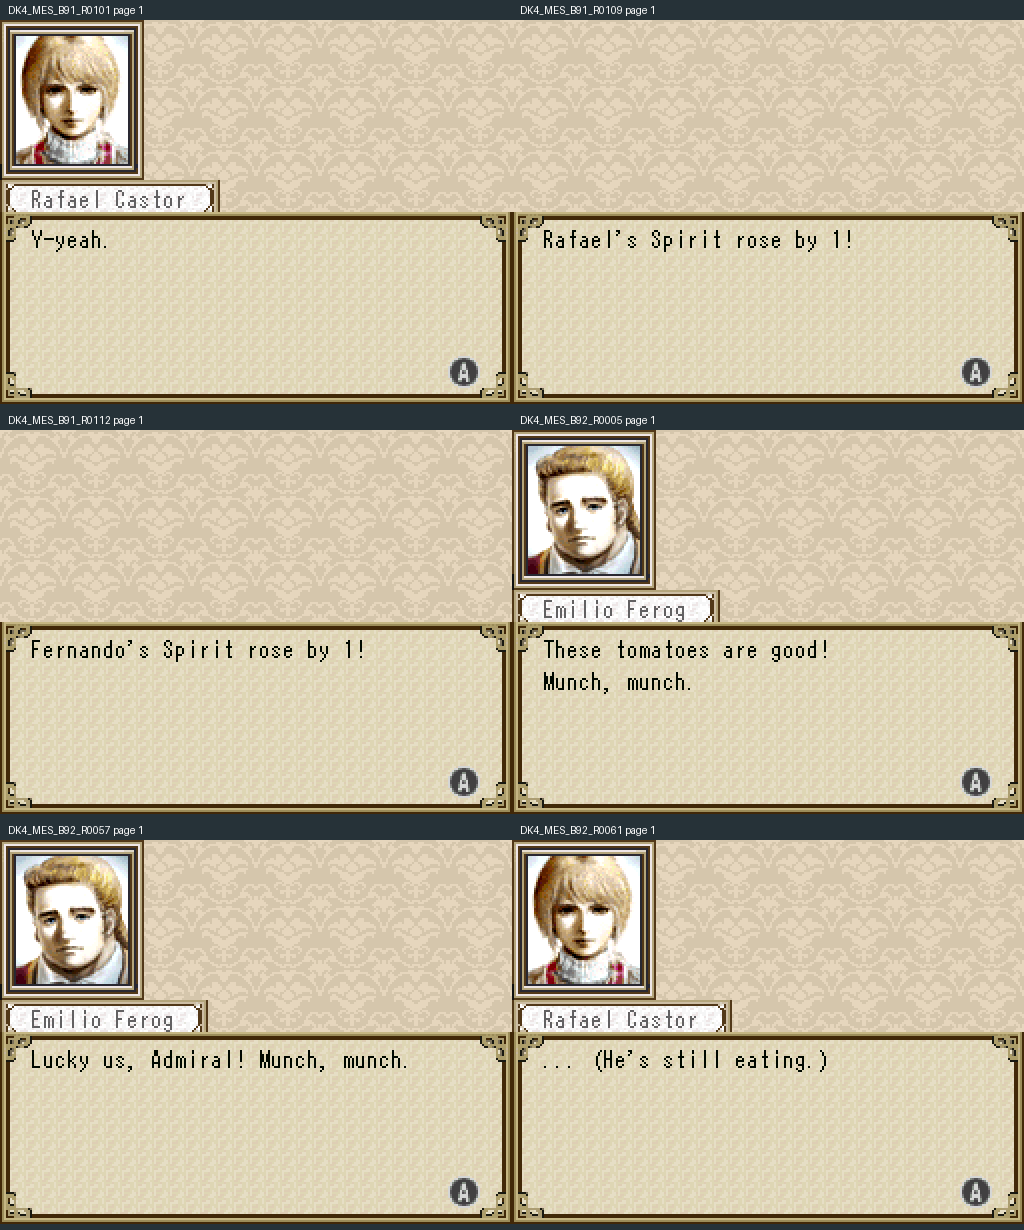 DK4_MES_B91_R0101 page 1
DK4_MES_B91_R0109 page 1
Rafael Castor
Y-yeah.
A
Rafael's Spirit rose by 1!
A
DK4_MES_B91_R0112 page 1
DK4_MES_B92_R0005 page 1
Emilio Ferog
Fernando's Spirit rose by 1!
A
These tomatoes are good!
Munch, munch.
A
DK4_MES_B92_R0057 page 1
DK4_MES_B92_R0061 page 1
Emilio Ferog
Rafael Castor
Lucky us, Admiral! Munch, munch.
A
... (He's still eating.)
A